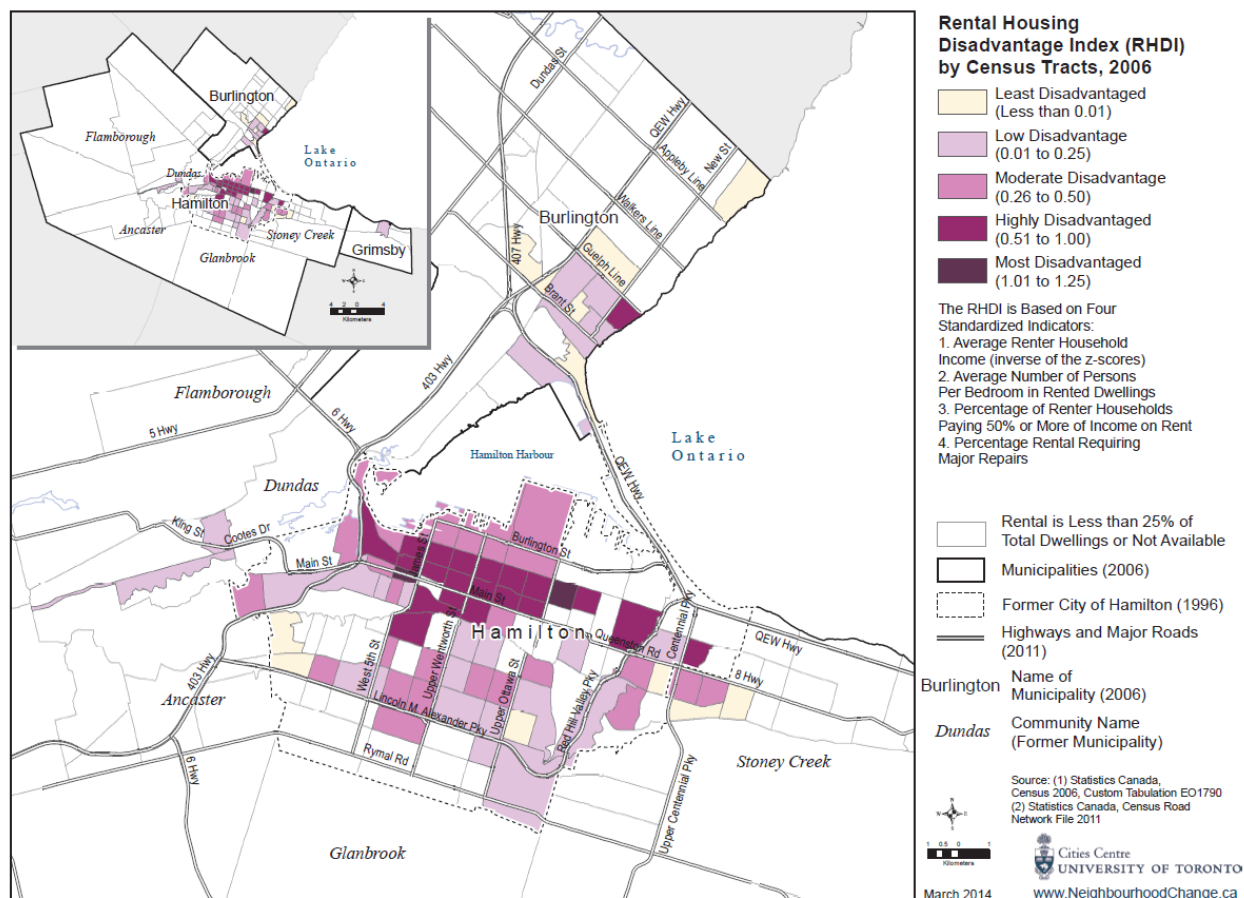 Burlington
Flamborough
Lake
Ontario
Dundas
Hamilton
Ancaster
Stoney Creek
Grimsby
Glanbrook
4 2 0 4
Kilometers
Dundas St
QEW Hwy
Appleby Line
New St
Walkers Line
Burlington
407 Hwy
Guelph Line
Brant St
403 Hwy
Flamborough
6 Hwy
5 Hwy
Lake
Ontario
Hamilton Harbour
QEW Hwy
Dundas
King St
Cootes Dr
Burlington St
James St
Main St
Main St
Hamilton
Queenston Rd
Centennial Pky
QEW Hwy
8 Hwy
West 5th St
Upper Wentworth St
Upper Ottawa St
403 Hwy
Ancaster
Lincoln M. Alexander Pky
Red Hill Valley Pky
Rymal Rd
6 Hwy
Stoney Creek
Upper Centennial Pky
Glanbrook
Rental Housing
Disadvantage Index (RHDI)
by Census Tracts, 2006
Least Disadvantaged
(Less than 0.01)
Low Disadvantage
(0.01 to 0.25)
Moderate Disadvantage
(0.26 to 0.50)
Highly Disadvantaged
(0.51 to 1.00)
Most Disadvantaged
(1.01 to 1.25)
The RHDI is Based on Four
Standardized Indicators:
1. Average Renter Household
Income (inverse of the z-scores)
2. Average Number of Persons
Per Bedroom in Rented Dwellings
3. Percentage of Renter Households
Paying 50% or More of Income on Rent
4. Percentage Rental Requiring
Major Repairs
Rental is Less than 25% of
Total Dwellings or Not Available
Municipalities (2006)
Former City of Hamilton (1996)
Highways and Major Roads
(2011)
Burlington
Name of
Municipality (2006)
Dundas
Community Name
(Former Municipality)
Source: (1) Statistics Canada,
Census 2006, Custom Tabulation EO1790
(2) Statistics Canada, Census Road
Network File 2011
1 0.5 0 1
Kilometers
Cities Centre
UNIVERSITY OF TORONTO
March 2014
www.NeighbourhoodChange.ca